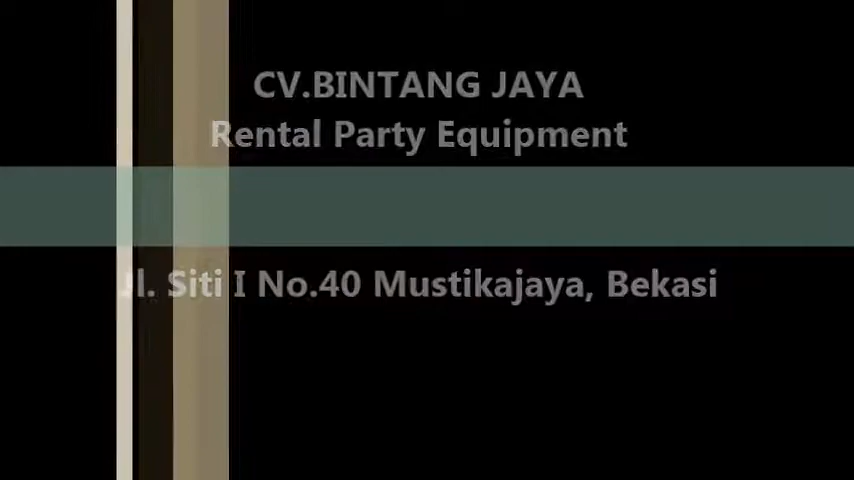 CV.BINTANG JAYA
Rental Party Equipment
Jl. Siti I No.40 Mustikajaya, Bekasi